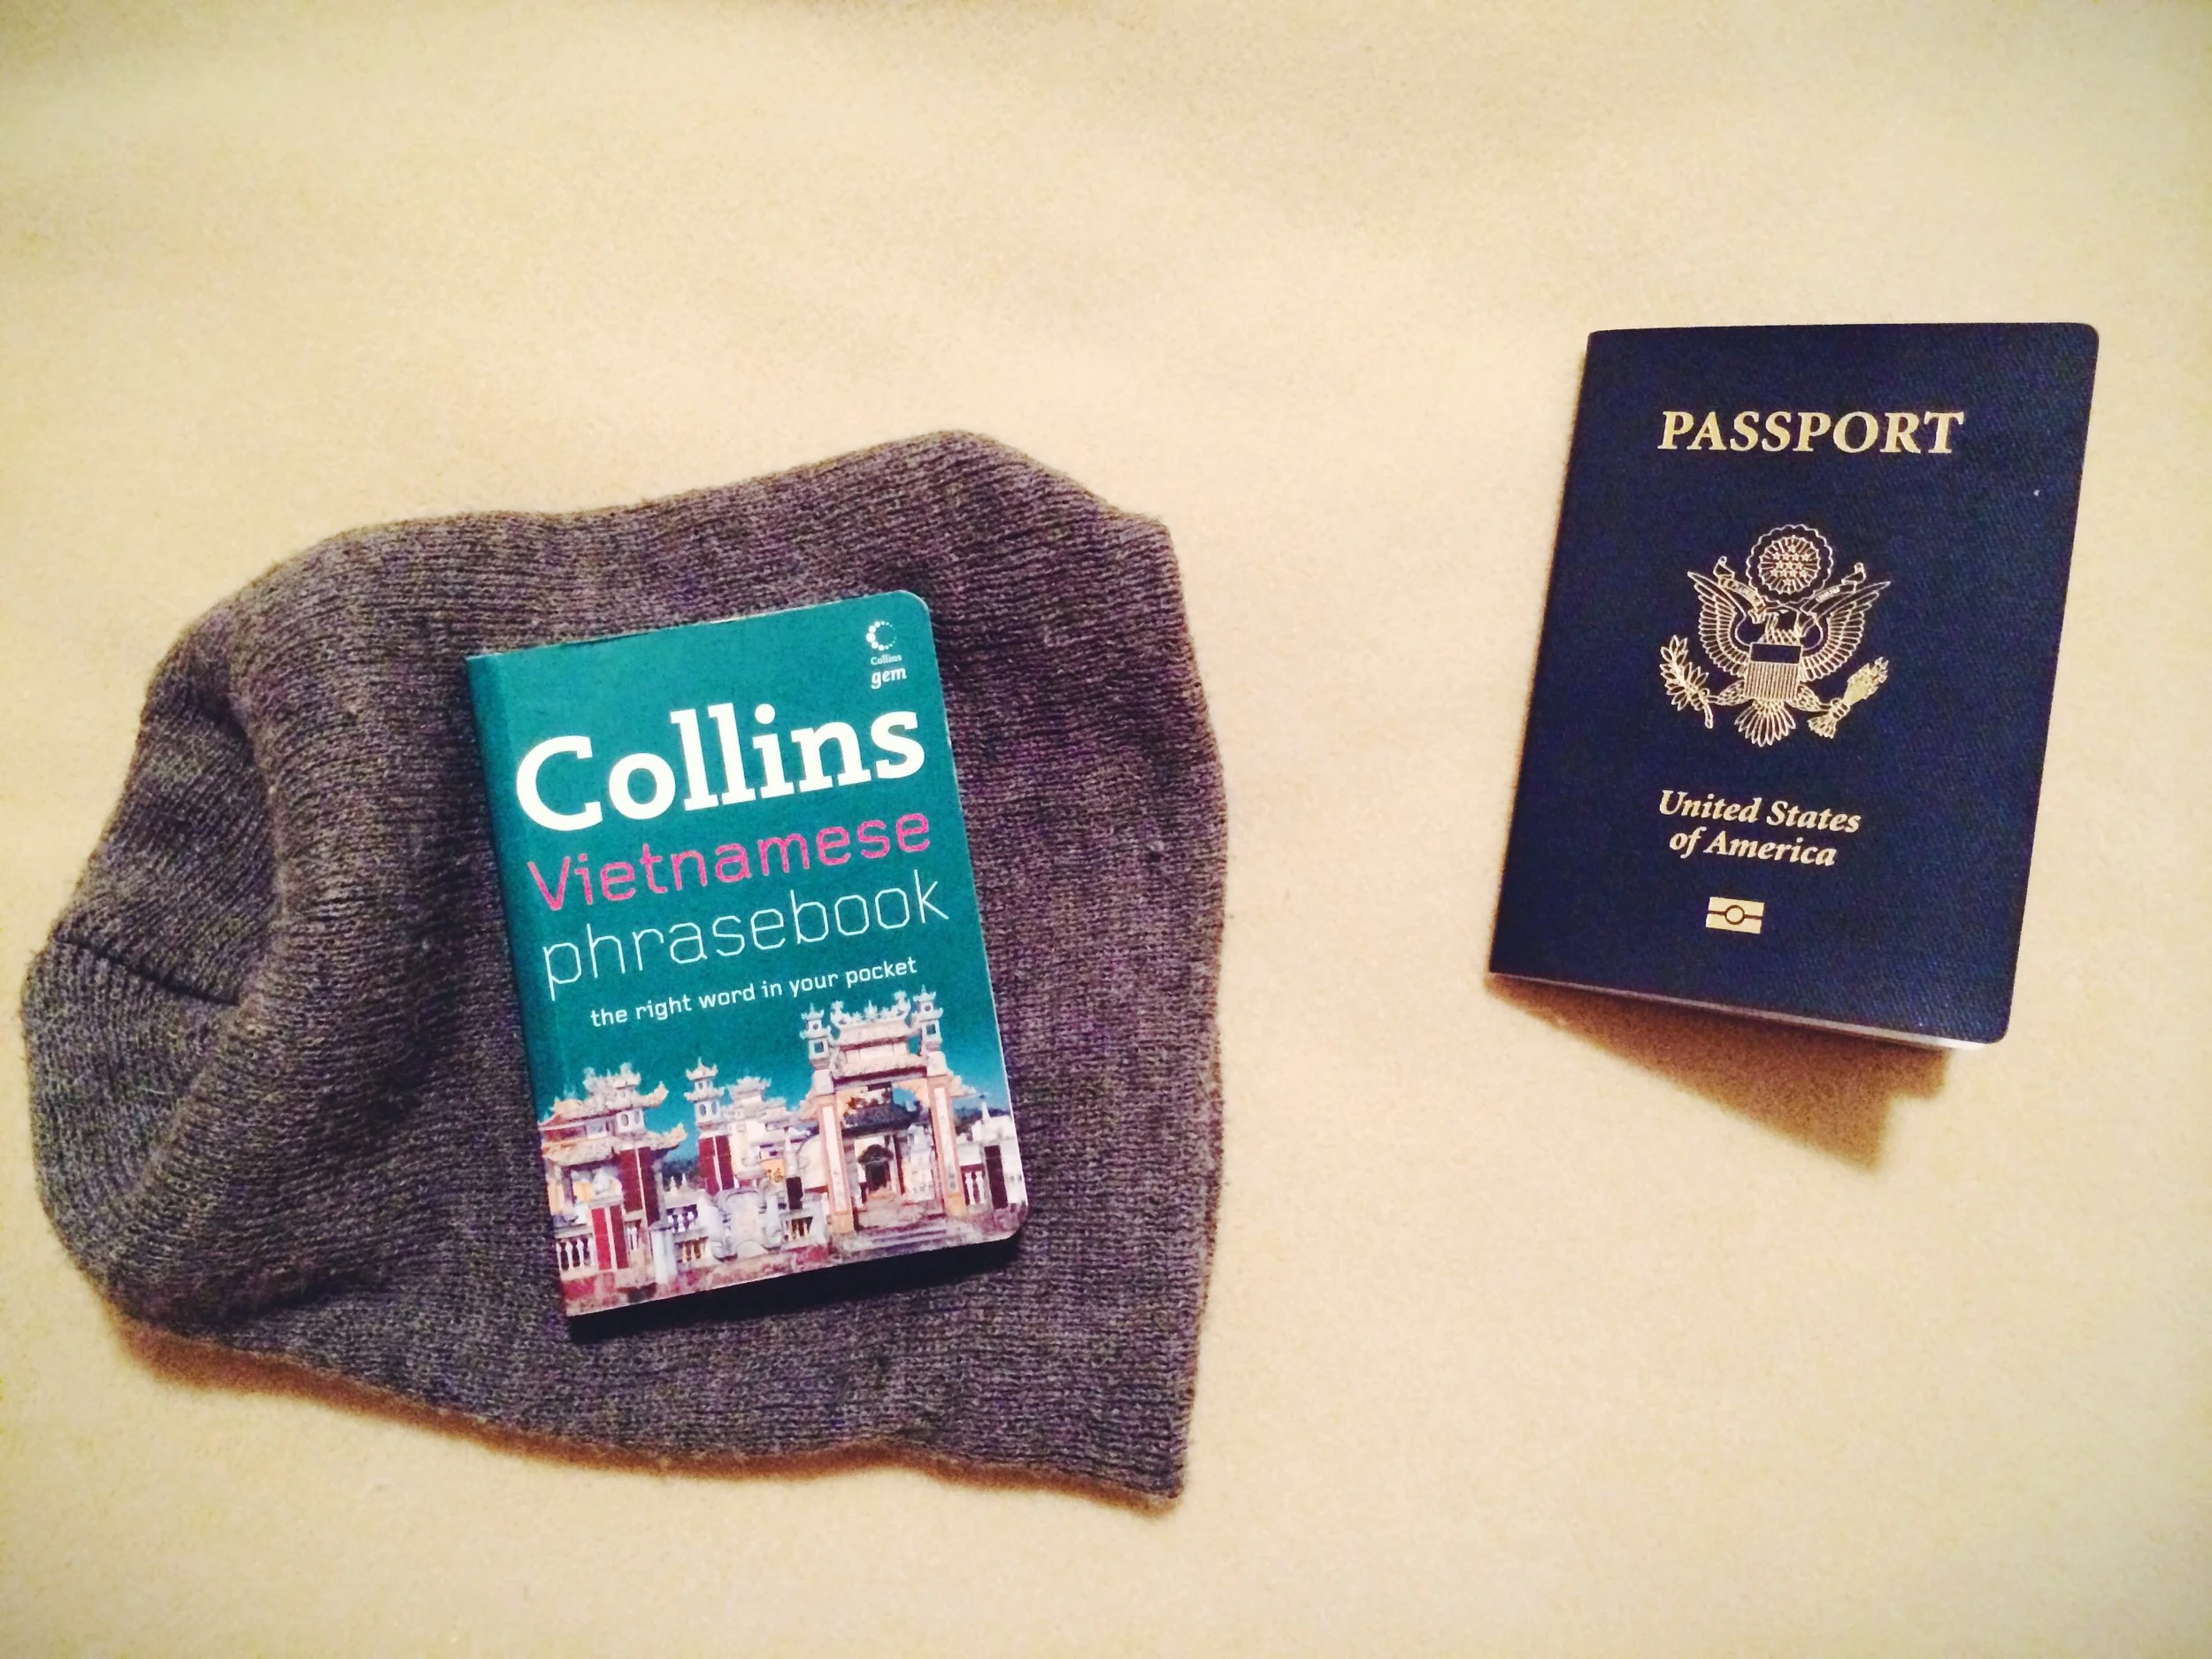 Collins
gem
Collins
Vietnamese
phrasebook
the right word in your pocket
PASSPORT
United States
of America